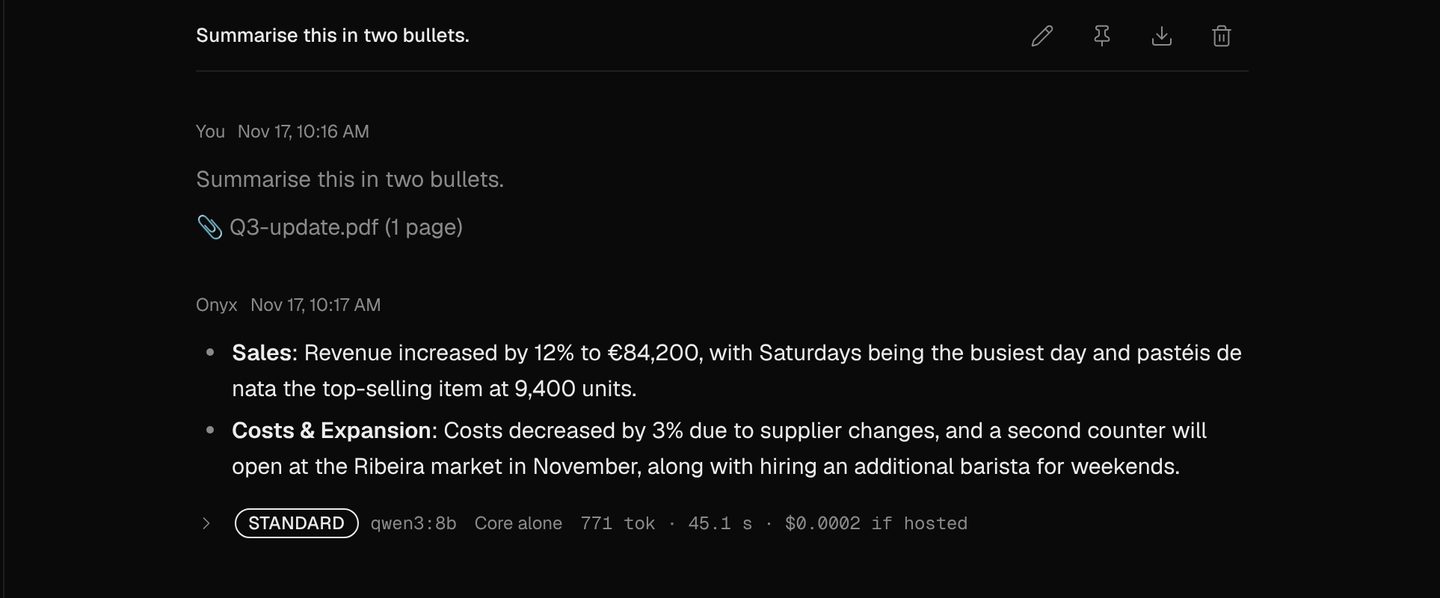 Summarise this in two bullets.
You Nov 17, 10:16 AM
Summarise this in two bullets.
📎 Q3-update.pdf (1 page)
Onyx Nov 17, 10:17 AM
• Sales: Revenue increased by 12% to €84,200, with Saturdays being the busiest day and pastéis de
nata the top-selling item at 9,400 units.
• Costs & Expansion: Costs decreased by 3% due to supplier changes, and a second counter will
open at the Ribeira market in November, along with hiring an additional barista for weekends.
> STANDARD qwen3:8b Core alone 771 tok · 45.1 s · $0.0002 if hosted